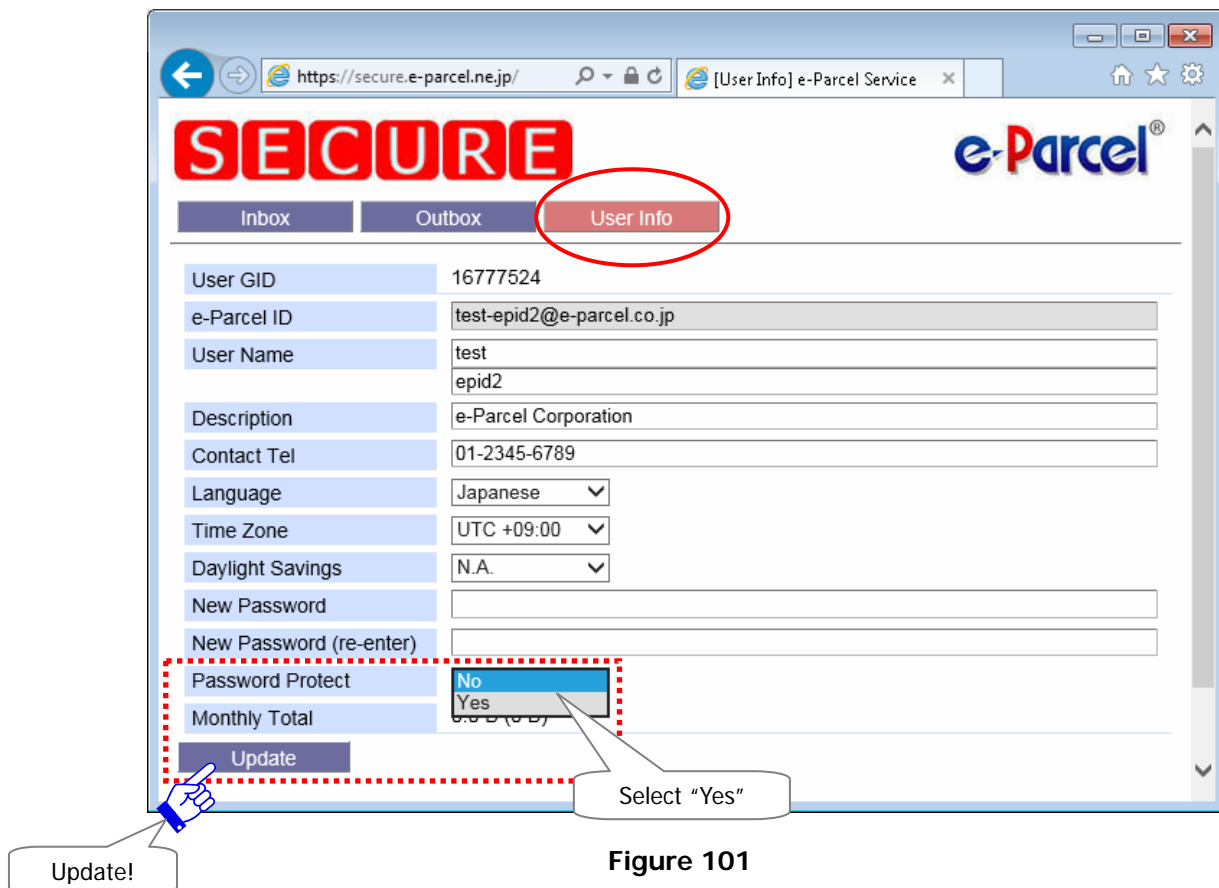 https://secure.e-parcel.ne.jp/
[User Info] e-Parcel Service
SECURE
e-Parcel®
Inbox Outbox User Info
User GID 16777524
e-Parcel ID test-epid2@e-parcel.co.jp
User Name test
epid2
Description e-Parcel Corporation
Contact Tel 01-2345-6789
Language Japanese
Time Zone UTC +09:00
Daylight Savings N.A.
New Password
New Password (re-enter)
Password Protect No
Yes
Monthly Total
Update
Select “Yes”
Update!
Figure 101